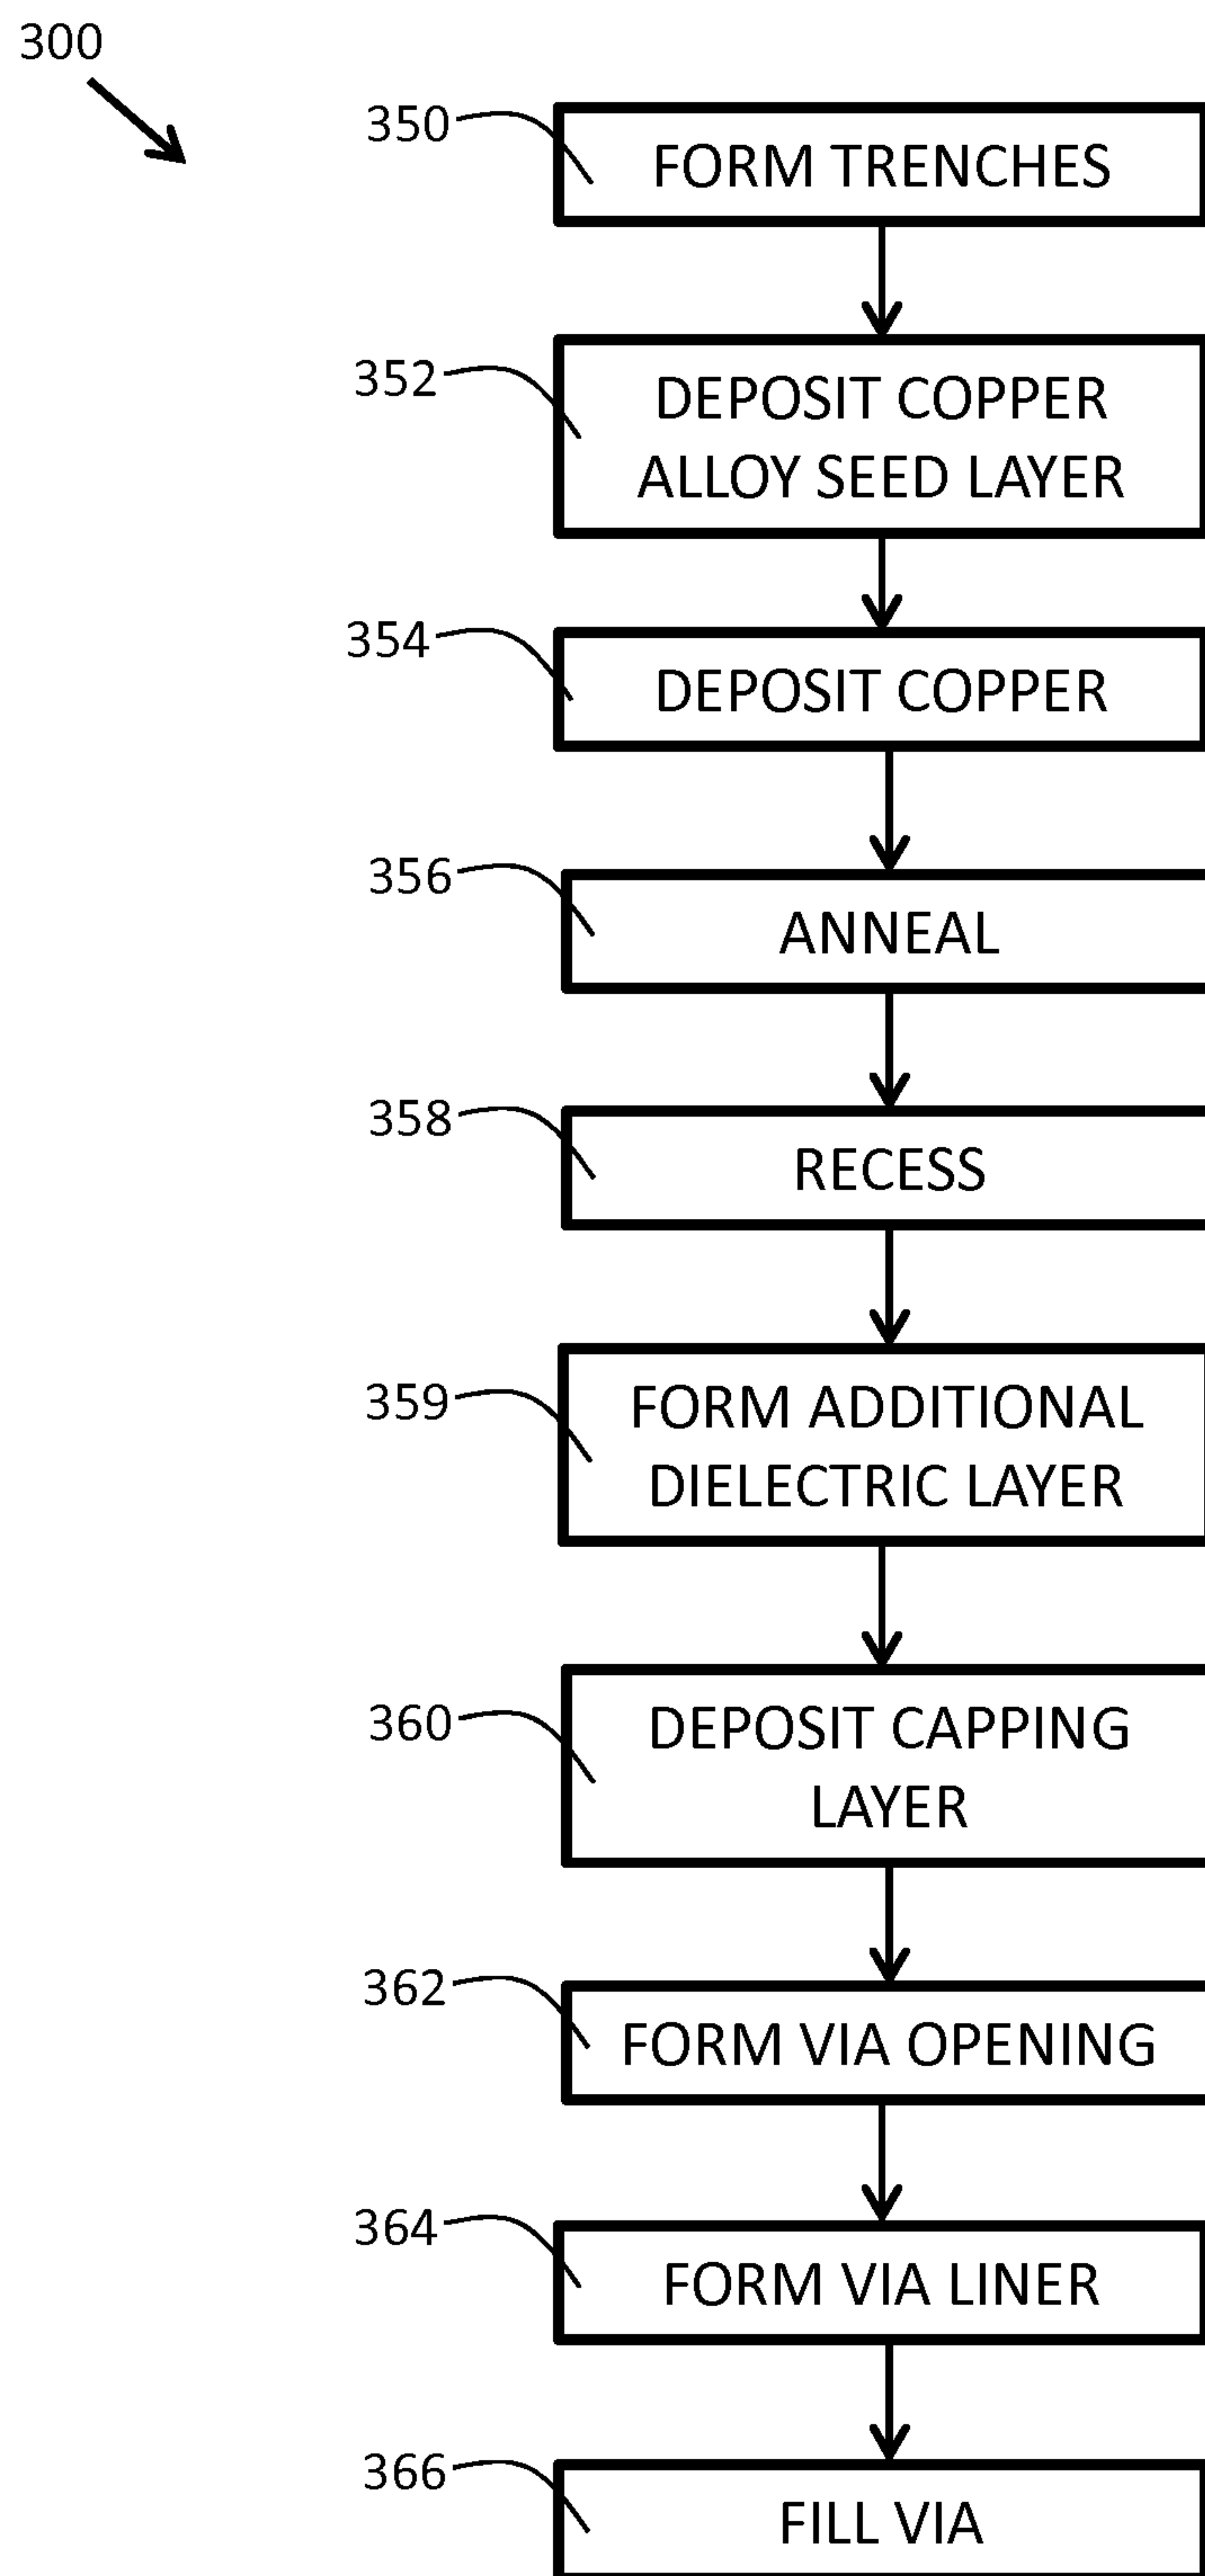 300
350
FORM TRENCHES
352
DEPOSIT COPPER
ALLOY SEED LAYER
354
DEPOSIT COPPER
356
ANNEAL
358
RECESS
359
FORM ADDITIONAL
DIELECTRIC LAYER
360
DEPOSIT CAPPING
LAYER
362
FORM VIA OPENING
364
FORM VIA LINER
366
FILL VIA